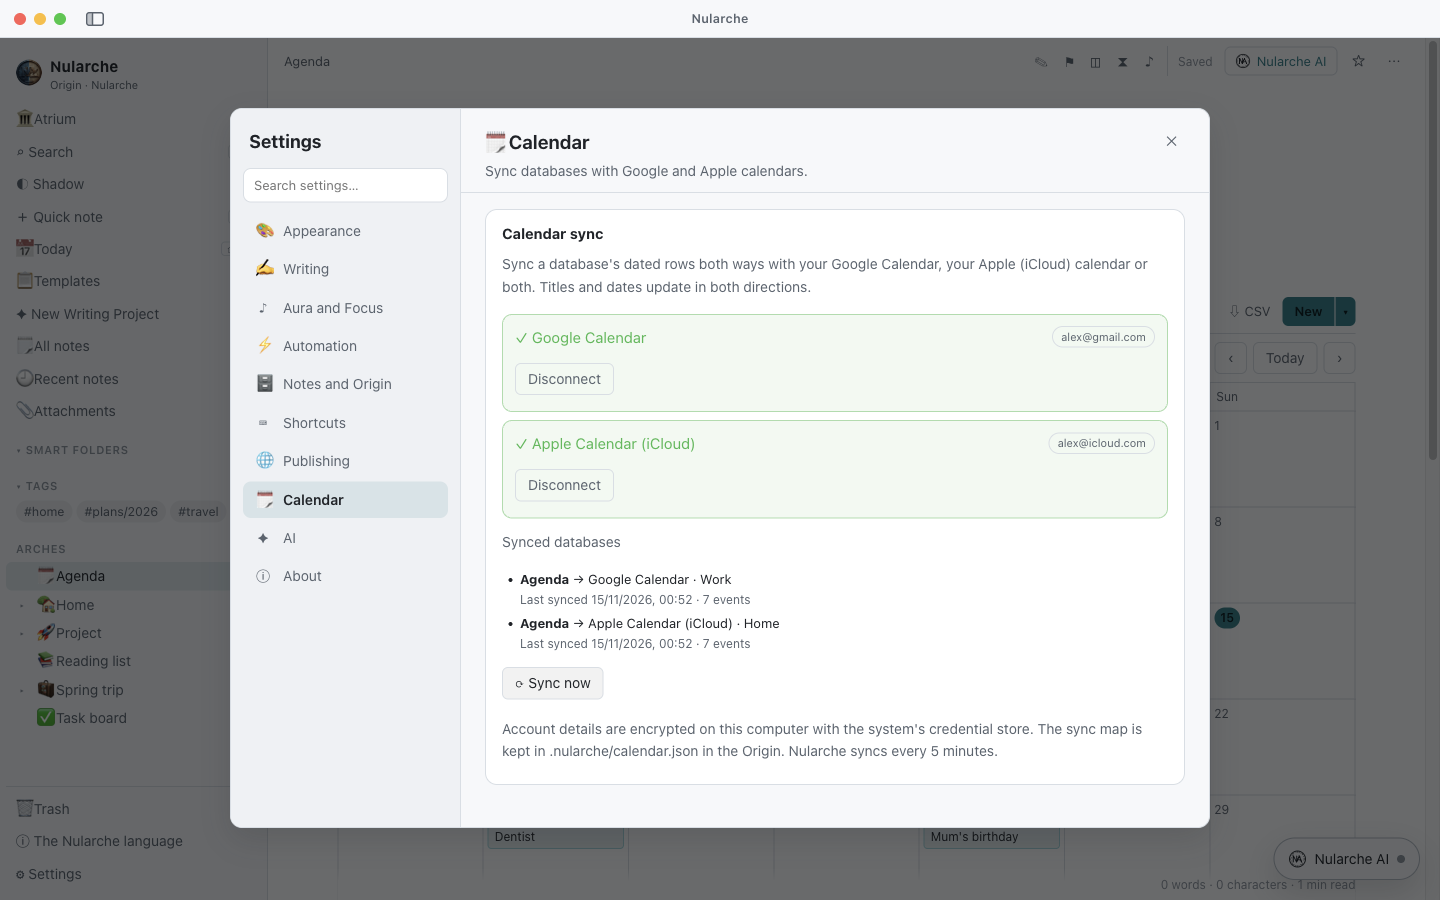 Nularche
Nularche
Origin · Nularche
Atrium
Search
Shadow
+ Quick note
Today
Templates
New Writing Project
All notes
Recent notes
Attachments
SMART FOLDERS
TAGS
#home #plans/2026 #travel
ARCHES
Agenda
Home
Project
Reading list
Spring trip
Task board
Trash
The Nularche language
Settings
Agenda
Saved
Nularche AI
Settings
Search settings...
Appearance
Writing
Aura and Focus
Automation
Notes and Origin
Shortcuts
Publishing
Calendar
AI
About
Calendar
Sync databases with Google and Apple calendars.
Calendar sync
Sync a database's dated rows both ways with your Google Calendar, your Apple (iCloud) calendar or
both. Titles and dates update in both directions.
✓ Google Calendar
alex@gmail.com
Disconnect
✓ Apple Calendar (iCloud)
alex@icloud.com
Disconnect
Synced databases
• Agenda → Google Calendar · Work
Last synced 15/11/2026, 00:52 · 7 events
• Agenda → Apple Calendar (iCloud) · Home
Last synced 15/11/2026, 00:52 · 7 events
Sync now
Account details are encrypted on this computer with the system's credential store. The sync map is
kept in .nularche/calendar.json in the Origin. Nularche syncs every 5 minutes.
CSV
New
‹ Today ›
Sun
1
8
15
22
29
Dentist
Mum's birthday
Nularche AI
0 words · 0 characters · 1 min read